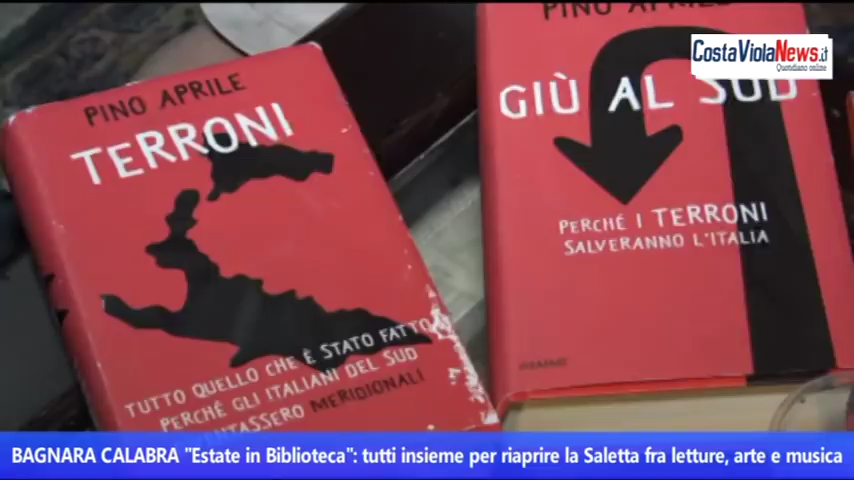 PINO APRILE
TERRONI
TUTTO QUELLO CHE È STATO FATTO
PERCHÉ GLI ITALIANI DEL SUD
DIVENTASSERO MERIDIONALI
PINO APRILE
GIÙ AL SUD
PERCHÉ I TERRONI
SALVERANNO L'ITALIA
CostaViolaNews.it
Quotidiano online
BAGNARA CALABRA "Estate in Biblioteca": tutti insieme per riaprire la Saletta fra letture, arte e musica